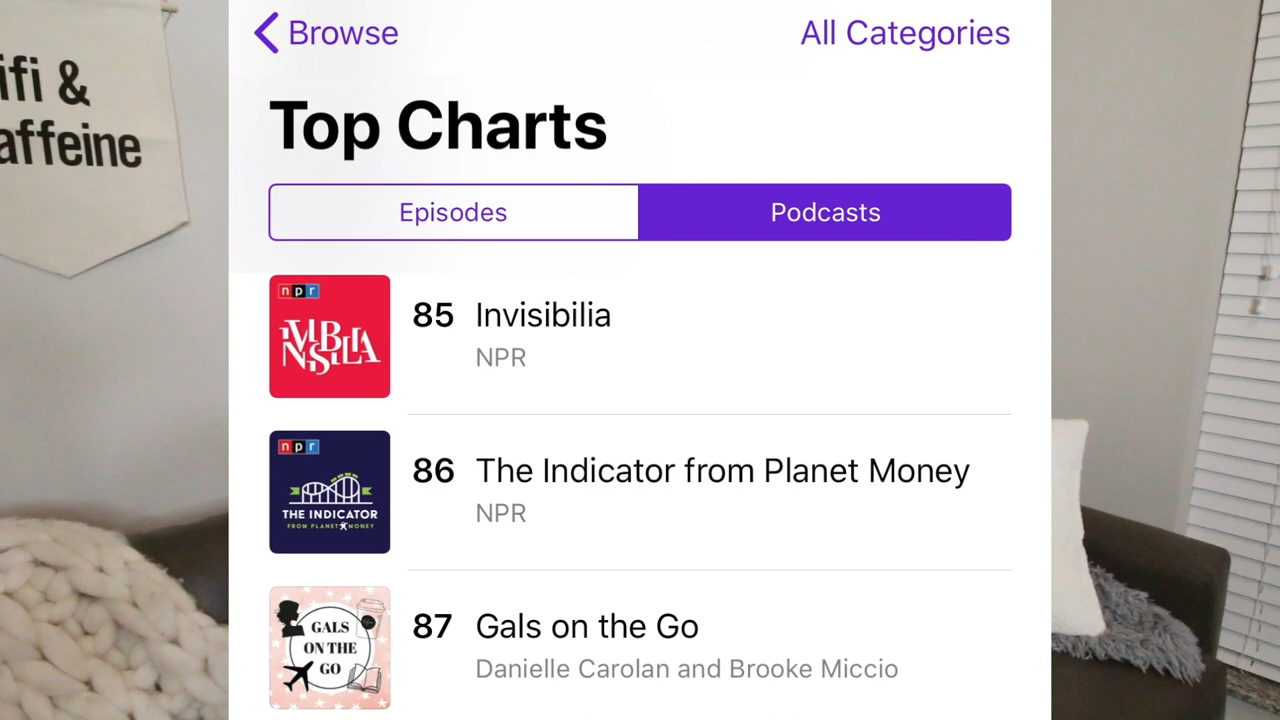 ifi &
affeine
Browse
All Categories
Top Charts
Episodes
Podcasts
npr
INVISIBILIA
85 Invisibilia
NPR
npr
THE INDICATOR
FROM PLANET MONEY
86 The Indicator from Planet Money
NPR
GALS
ON THE
GO
87 Gals on the Go
Danielle Carolan and Brooke Miccio